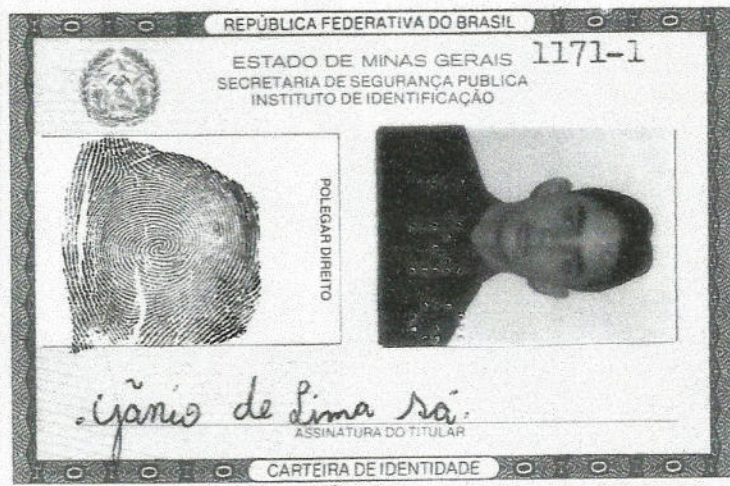 REPÚBLICA FEDERATIVA DO BRASIL
ESTADO DE MINAS GERAIS 1171-1
SECRETARIA DE SEGURANÇA PUBLICA
INSTITUTO DE IDENTIFICAÇÃO
POLEGAR DIREITO
Gânio de Lima Sá
ASSINATURA DO TITULAR
CARTEIRA DE IDENTIDADE